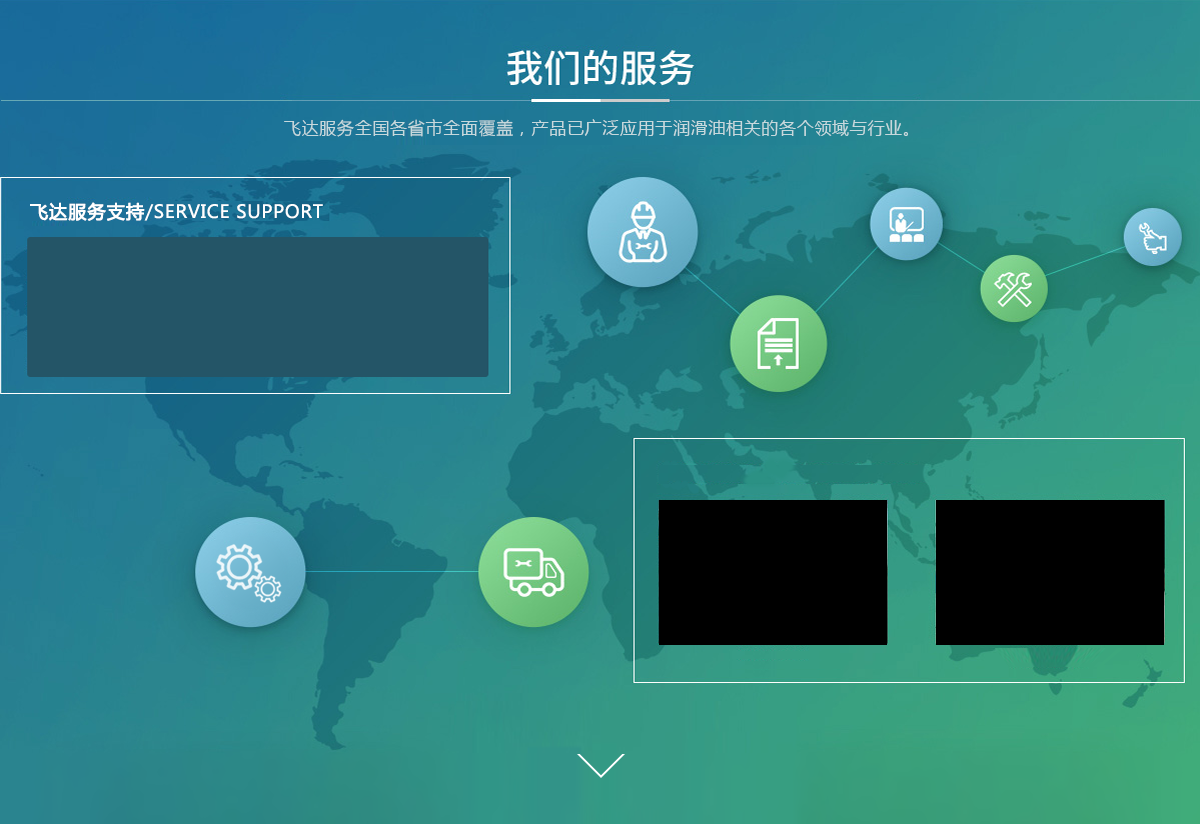 我们的服务
飞达服务全国各省市全面覆盖，产品已广泛应用于润滑油相关的各个领域与行业。
飞达服务支持/SERVICE SUPPORT